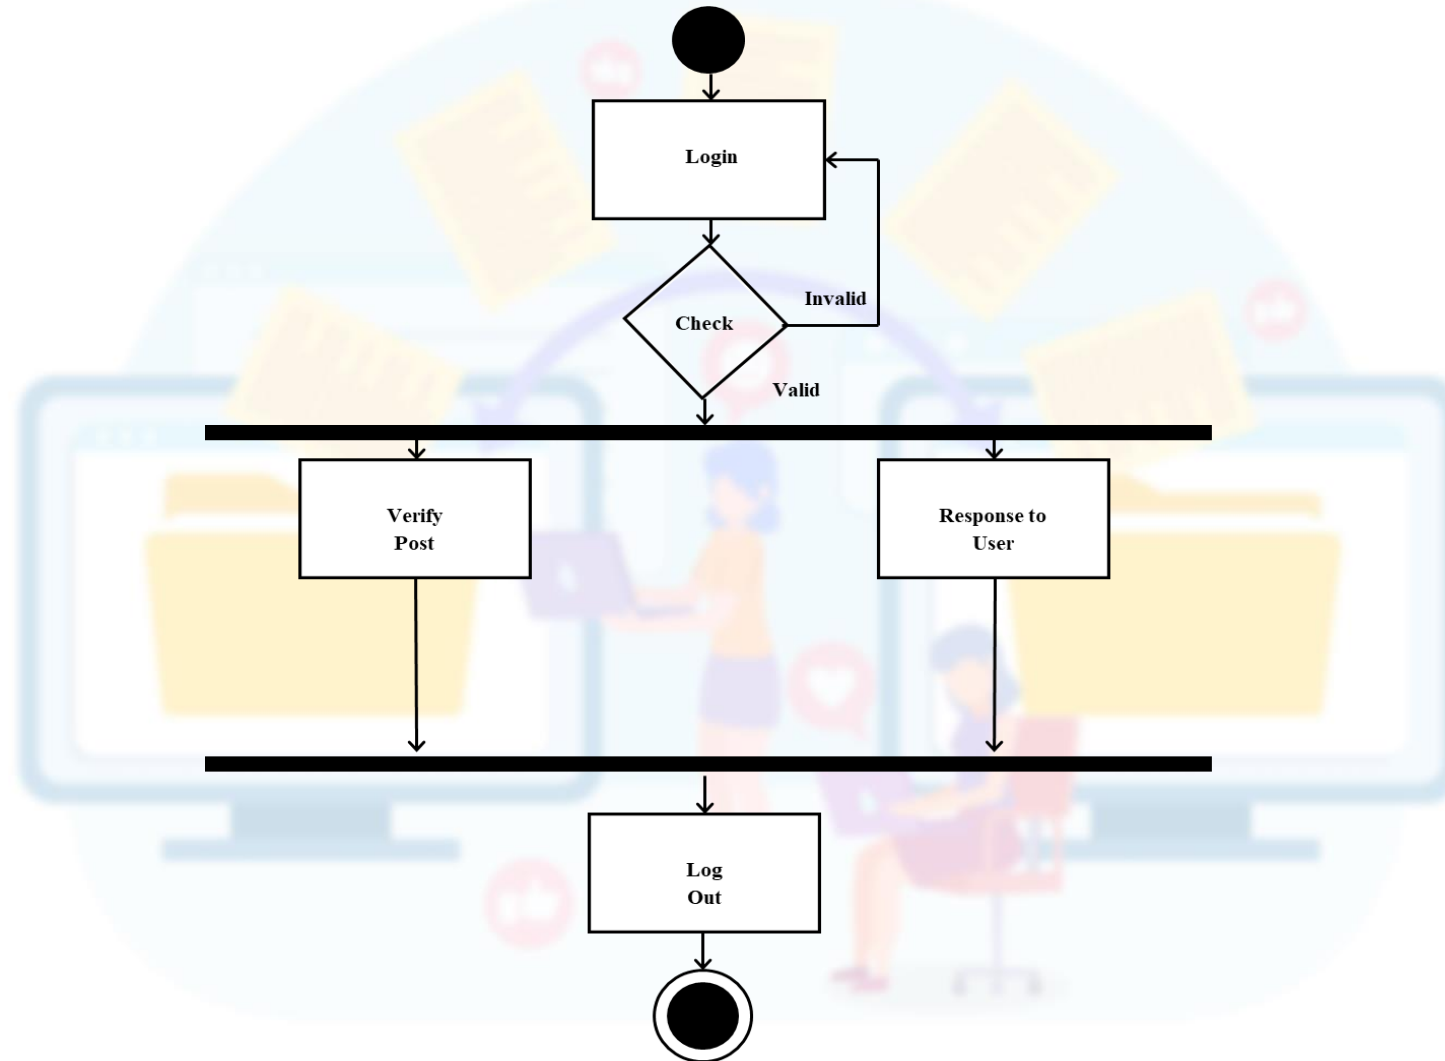 Login
Invalid
Check
Valid
Verify
Post
Response to
User
Log
Out